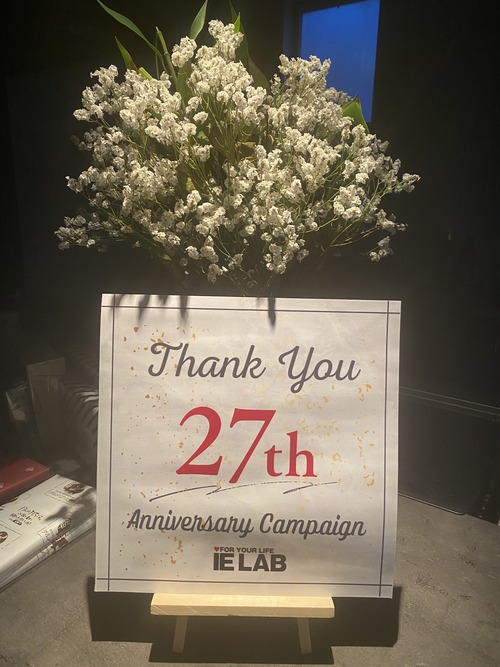 Thank You
27th
Anniversary Campaign
♥FOR YOUR LIFE
IE LAB